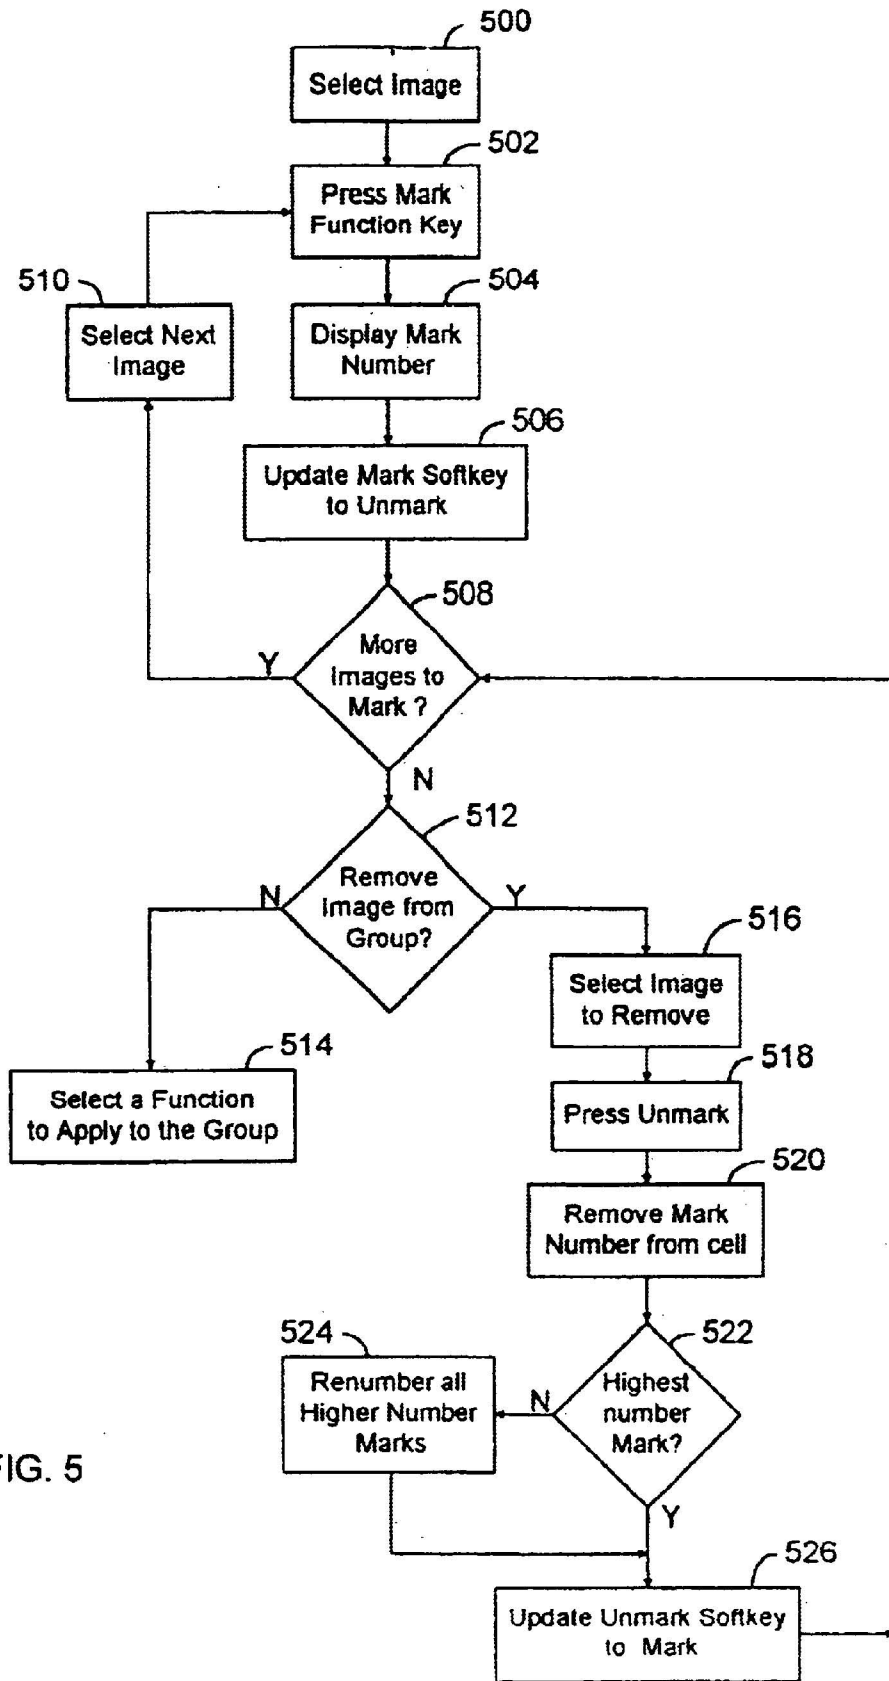 500
Select Image
502
Press Mark
Function Key
510
Select Next
Image
504
Display Mark
Number
506
Update Mark Softkey
to Unmark
508
More
Images to
Mark ?
Y
N
512
Remove
Image from
Group?
N
Y
514
Select a Function
to Apply to the Group
516
Select Image
to Remove
518
Press Unmark
520
Remove Mark
Number from cell
522
Highest
number
Mark?
N
Y
524
Renumber all
Higher Number
Marks
526
Update Unmark Softkey
to Mark
FIG. 5